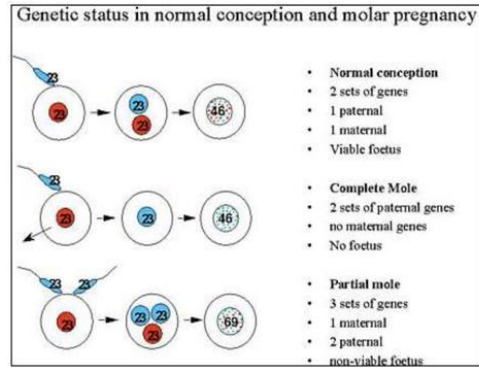 Genetic status in normal conception and molar pregnancy
23
23
23
23
46
• Normal conception
• 2 sets of genes
• 1 paternal
• 1 maternal
• Viable foetus
23
23
23
46
• Complete Mole
• 2 sets of paternal genes
• no maternal genes
• No foetus
23 23
23
23 23
23
69
• Partial mole
• 3 sets of genes
• 1 maternal
• 2 paternal
• non-viable foetus